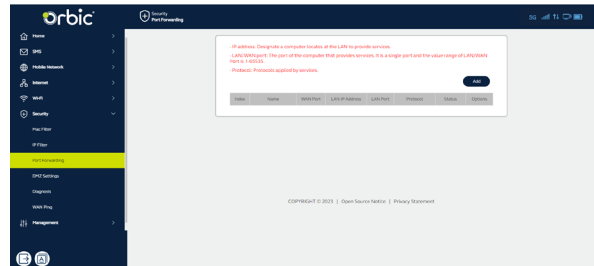 Orbic
Security
Port Forwarding
5G
Home
SMS
Mobile Network
Internet
Wi-Fi
Security
Mac Filter
IP Filter
Port Forwarding
DMZ Settings
Diagnosis
WAN Ping
Management
- IP address: Designate a computer locates at the LAN to provide services.
- LAN/WAN port: The port of the computer that provides services. It is a single port and the value range of LAN/WAN
Port is 1-65535.
- Protocol: Protocols applied by services.
Add
Index Name WAN Port LAN IP Address LAN Port Protocol Status Options
COPYRIGHT © 2023 | Open Source Notice | Privacy Statement